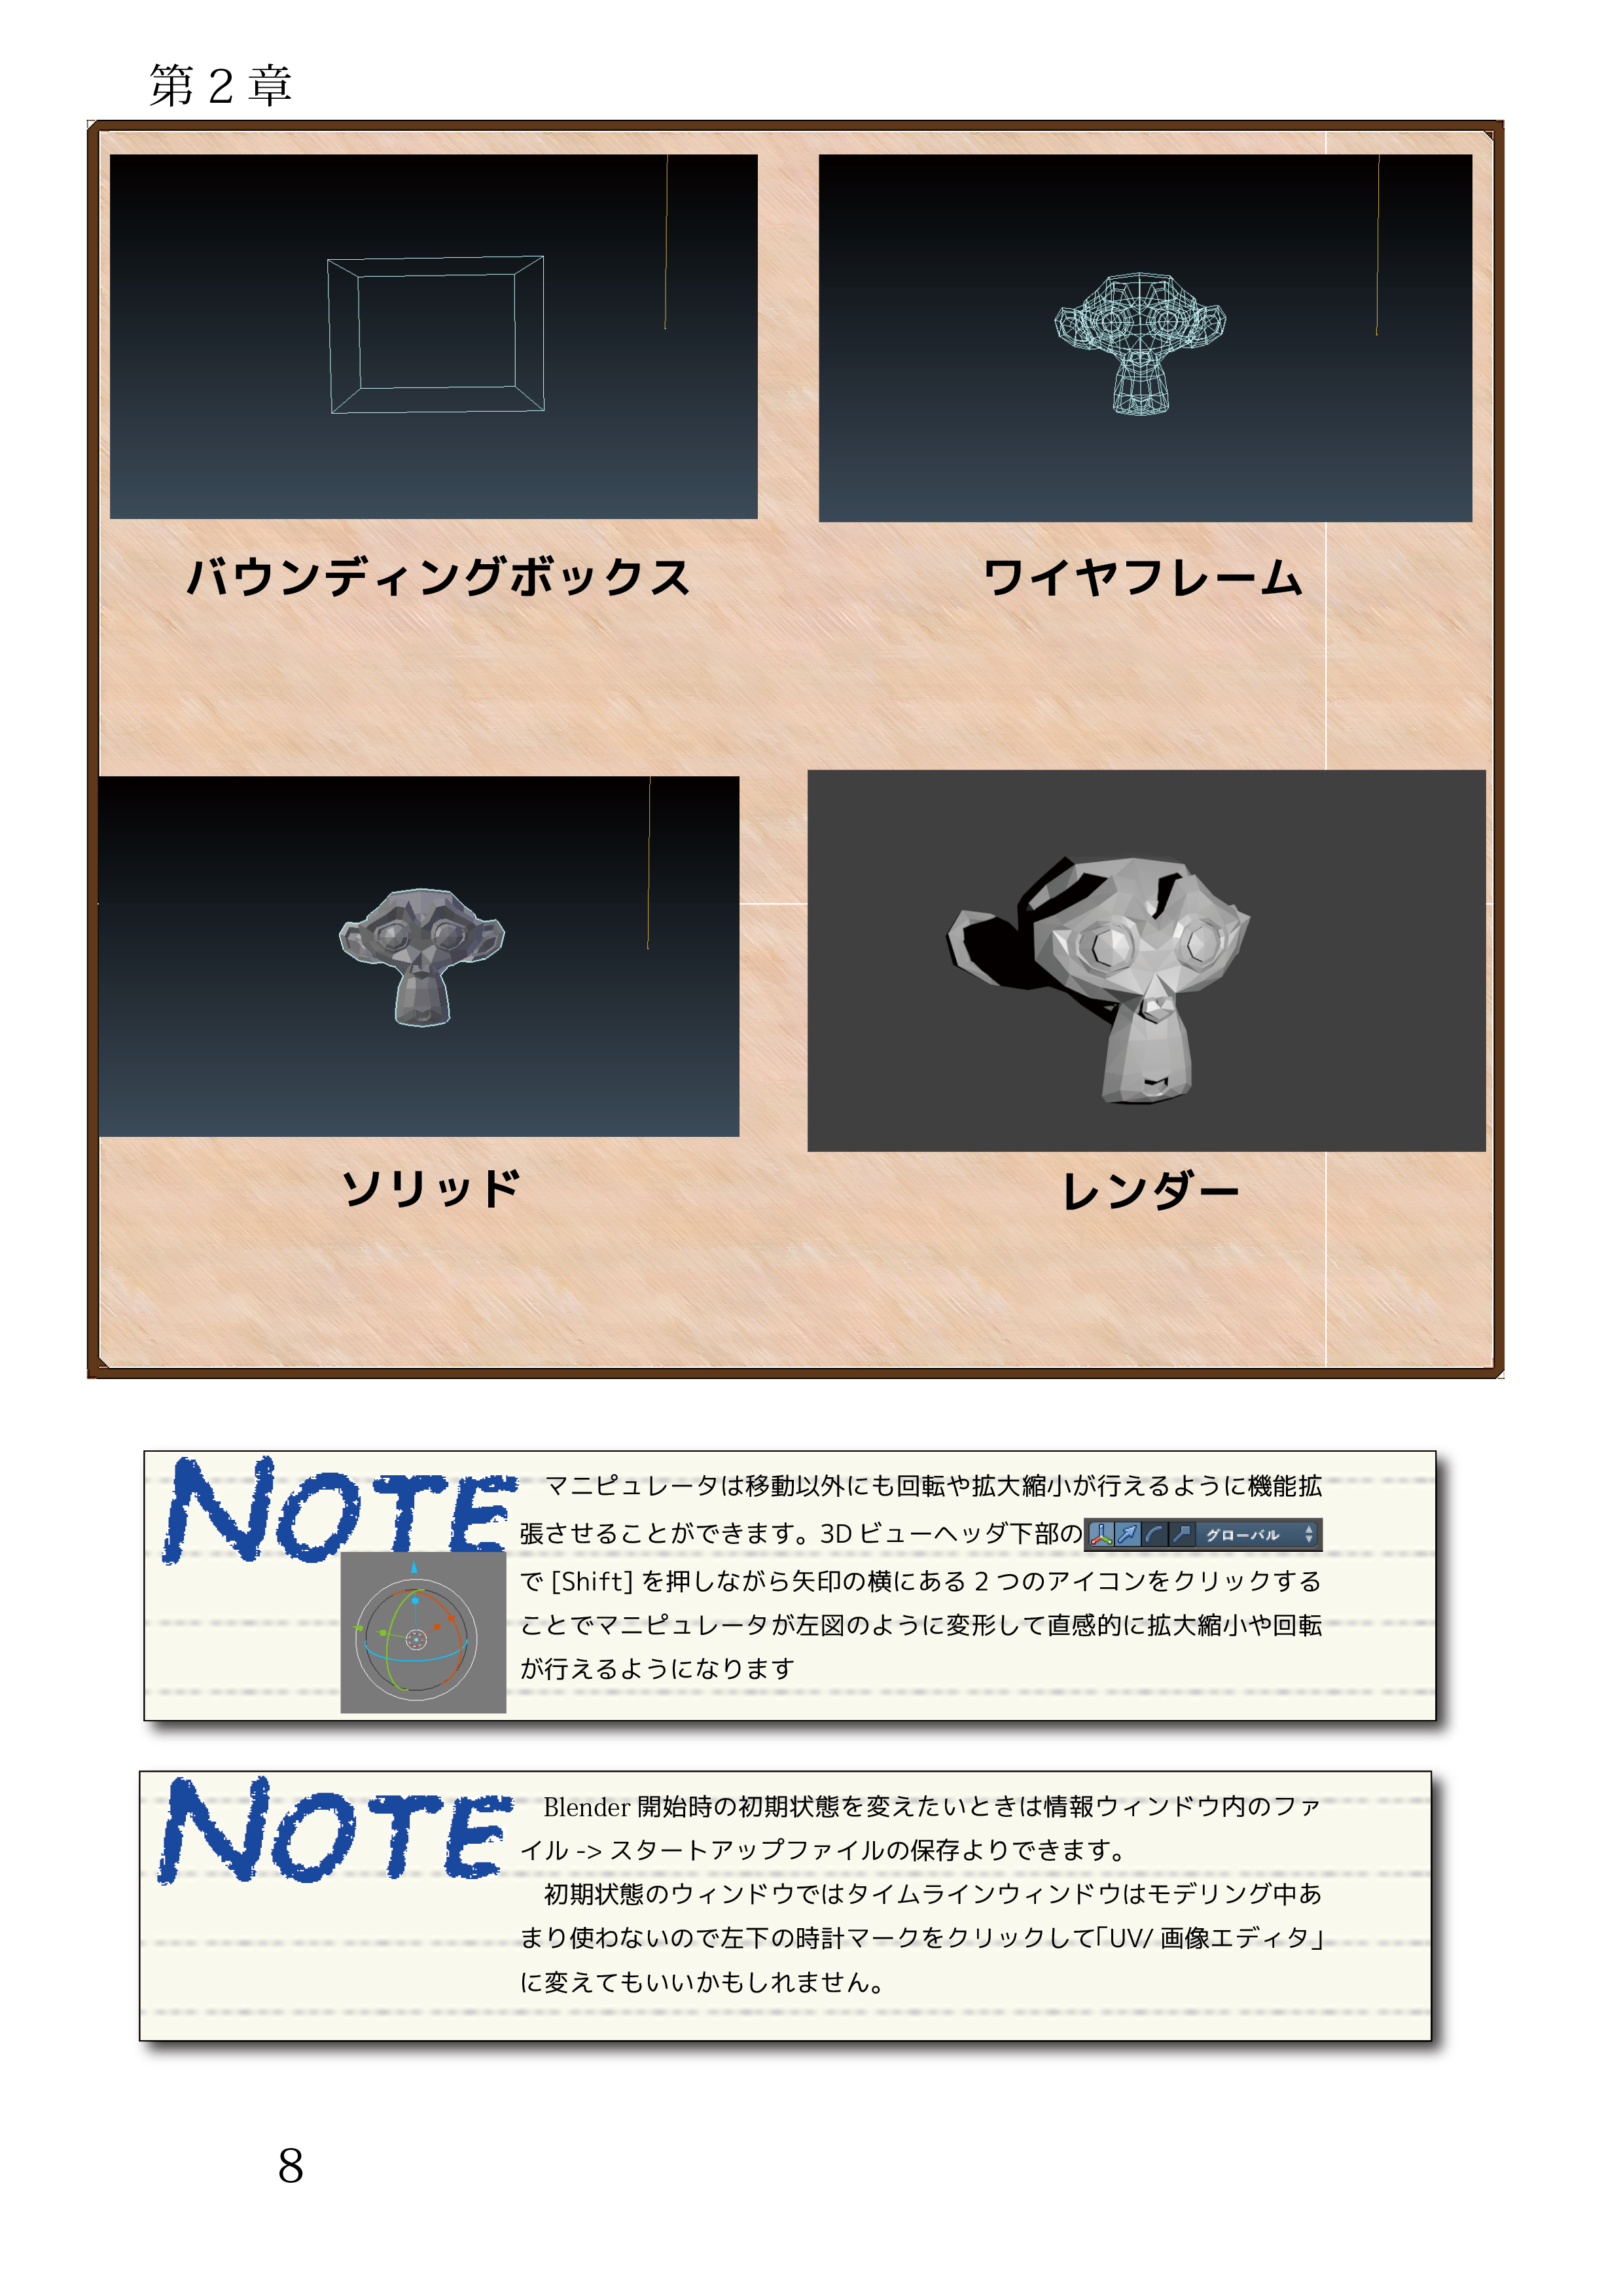 第２章
バウンディングボックス
ワイヤフレーム
ソリッド
レンダー
NOTE
マニピュレータは移動以外にも回転や拡大縮小が行えるように機能拡
張させることができます。3D ビューヘッダ下部の グローバル
で [Shift] を押しながら矢印の横にある 2 つのアイコンをクリックする
ことでマニピュレータが左図のように変形して直感的に拡大縮小や回転
が行えるようになります
NOTE
Blender 開始時の初期状態を変えたいときは情報ウィンドウ内のファ
イル -> スタートアップファイルの保存よりできます。
初期状態のウィンドウではタイムラインウィンドウはモデリング中あ
まり使わないので左下の時計マークをクリックして「UV/ 画像エディタ」
に変えてもいいかもしれません。
8